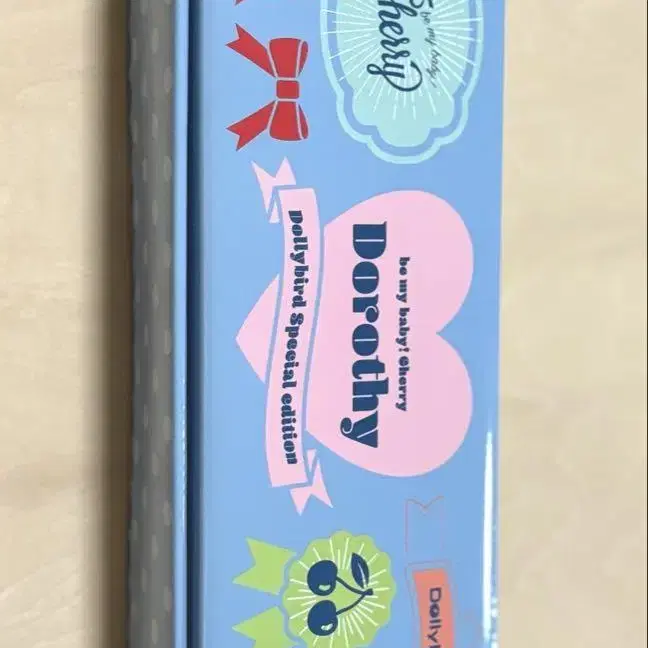 be my baby!
Cherry
be my baby! Cherry
Dorothy
Dollybird Special edition
Dolly